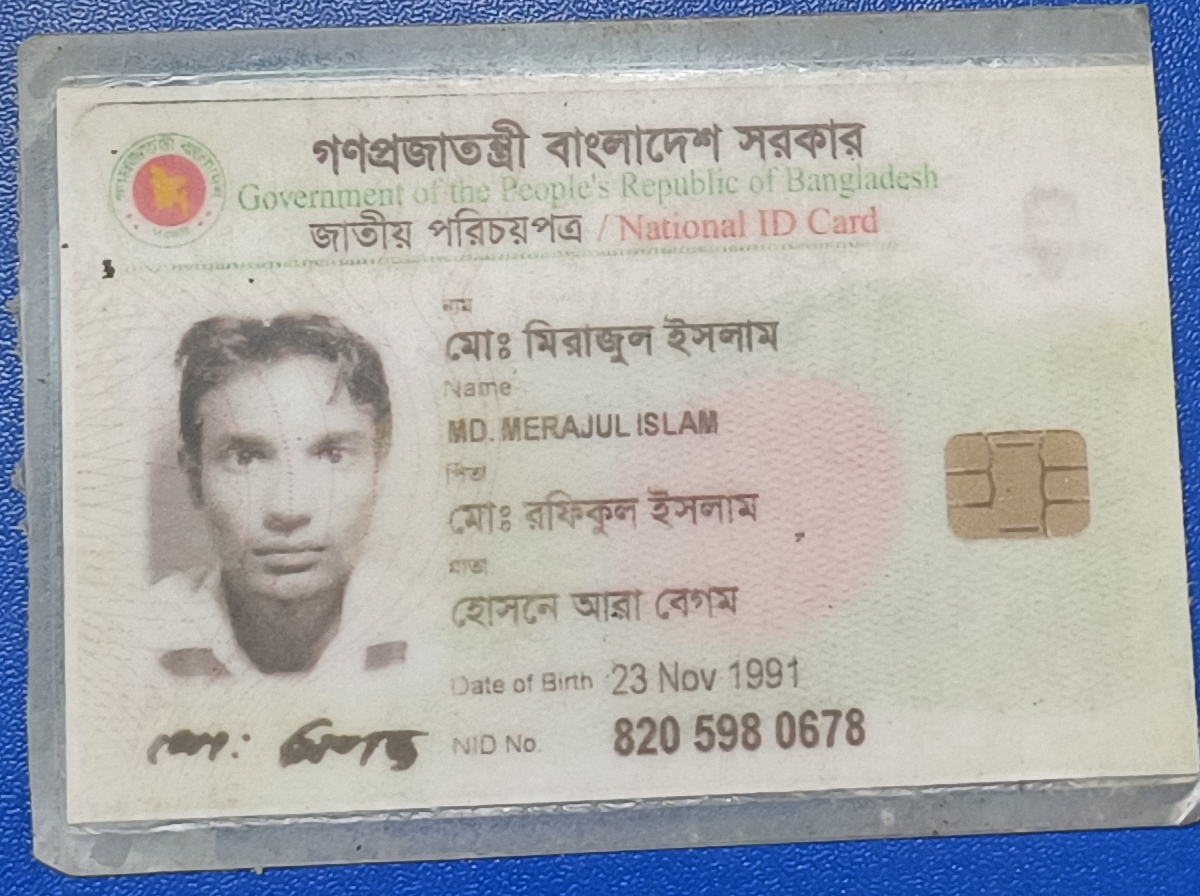 গণপ্রজাতন্ত্রী বাংলাদেশ সরকার
Government of the People's Republic of Bangladesh
জাতীয় পরিচয়পত্র / National ID Card
নাম
মোঃ মিরাজুল ইসলাম
Name
MD. MERAJUL ISLAM
পিতা
মোঃ রফিকুল ইসলাম
মাতা
হোসনে আরা বেগম
Date of Birth 23 Nov 1991
মো:
NID No. 820 598 0678